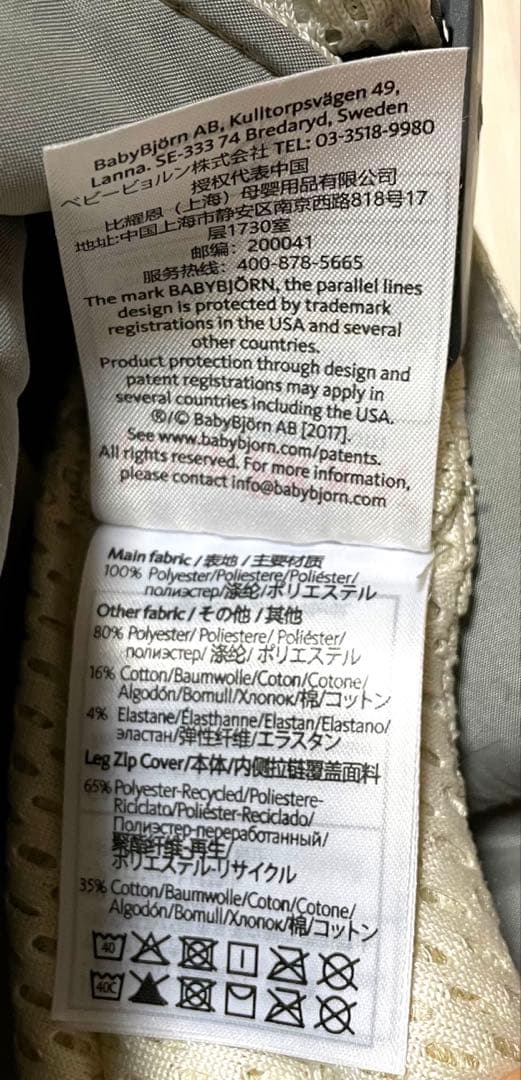 BabyBjörn AB, Kulltorpsvägen 49,
Lanna. SE-333 74 Bredaryd, Sweden
ベビービョルン株式会社 TEL: 03-3518-9980
授权代表中国
比耀恩（上海）母婴用品有限公司
地址:中国上海市静安区南京西路818号17
层1730室
邮编：200041
服务热线：400-878-5665
The mark BABYBJÖRN, the parallel lines
design is protected by trademark
registrations in the USA and several
other countries.
Product protection through design and
patent registrations may apply in
several countries including the USA.
®/© BabyBjörn AB [2017].
See www.babybjorn.com/patents.
All rights reserved. For more information,
please contact info@babybjorn.com
Main fabric / 表地 / 主要材质
100% Polyester/Poliestere/Poliéster/
полиэстер/涤纶/ポリエステル
Other fabric / その他 / 其他
80% Polyester/ Poliestere/ Poliéster/
полиэстер/ 涤纶/ ポリエステル
16% Cotton/Baumwolle/Coton/Cotone/
Algodón/Bomull/Хлопок/棉/コットン
4% Elastane/Élasthanne/Elastan/Elastano/
эластан/弹性纤维/エラスタン
Leg Zip Cover/本体/内侧拉链覆盖面料
65% Polyester-Recycled/Poliestere-
Riciclato/Poliéster-Reciclado/
Полиэстер-переработанный/
聚酯纤维-再生/
ポリエステル-リサイクル
35% Cotton/Baumwolle/Coton/Cotone/
Algodón/Bomull/Хлопок/棉/コットン
40
40C